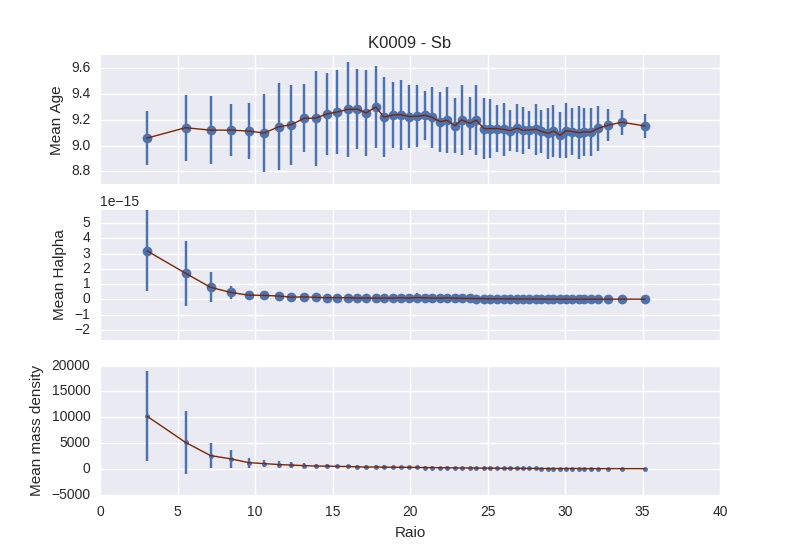 K0009 - Sb
9.6
9.4
9.2
9.0
8.8
Mean Age
1e−15
5
4
3
2
1
0
−1
−2
Mean Halpha
20000
15000
10000
5000
0
−5000
Mean mass density
0 5 10 15 20 25 30 35 40
Raio